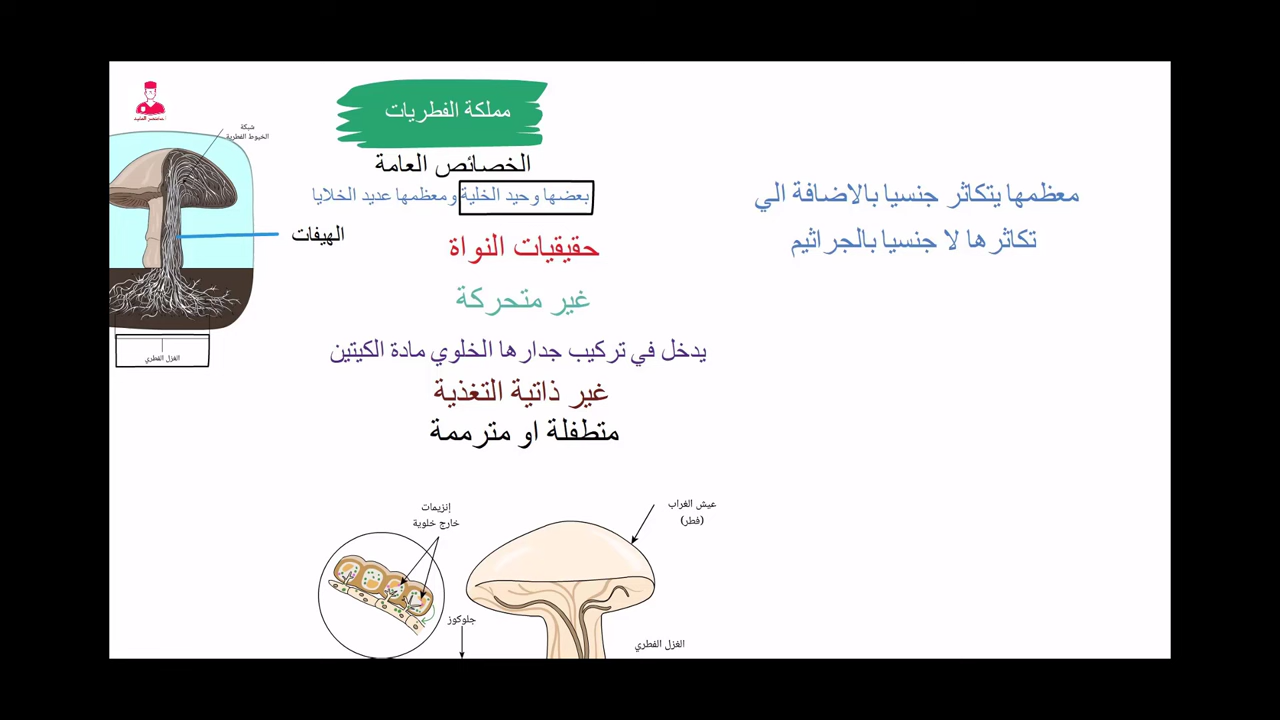 مملكة الفطريات
الخصائص العامة
بعضها وحيد الخلية ومعظمها عديد الخلايا
حقيقيات النواة
غير متحركة
يدخل في تركيب جدارها الخلوي مادة الكيتين
غير ذاتية التغذية
متطفلة او مترممة
معظمها يتكاثر جنسيا بالاضافة الي
تكاثرها لا جنسيا بالجراثيم
شبكة
الخيوط الفطرية
الهيفات
الغزل الفطري
إنزيمات
خارج خلوية
عيش الغراب
(فطر)
جلوكوز
الغزل الفطري